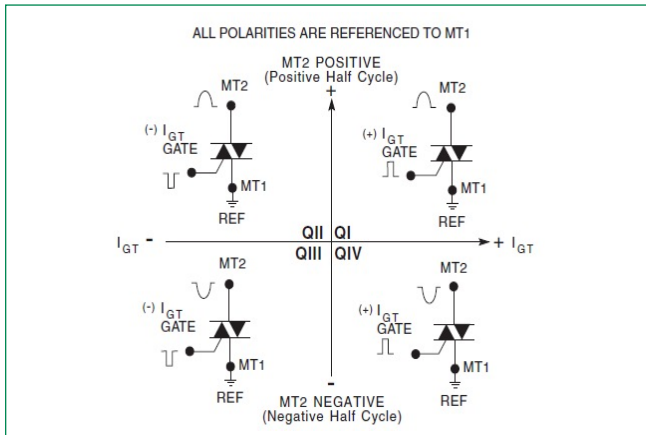 ALL POLARITIES ARE REFERENCED TO MT1
MT2 POSITIVE
(Positive Half Cycle)
+
MT2
(-) IGT
GATE
MT1
REF
MT2
(+) IGT
GATE
MT1
REF
IGT -
QII QI
QIII QIV
+ IGT
MT2
(-) IGT
GATE
MT1
REF
MT2
(+) IGT
GATE
MT1
REF
-
MT2 NEGATIVE
(Negative Half Cycle)